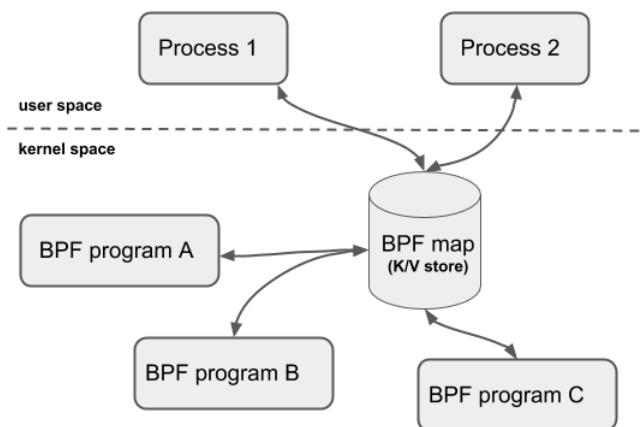 Process 1
Process 2
user space
kernel space
BPF map
(K/V store)
BPF program A
BPF program B
BPF program C